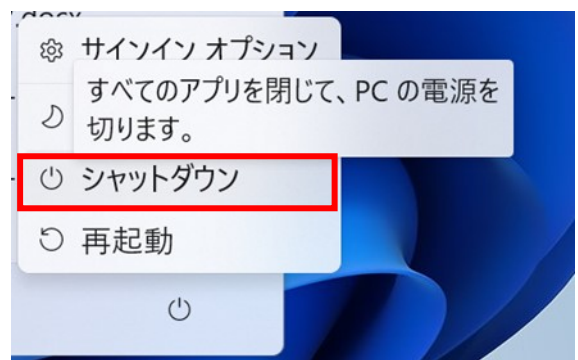 .docx
サインイン オプション
すべてのアプリを閉じて、PC の電源を
切ります。
シャットダウン
再起動